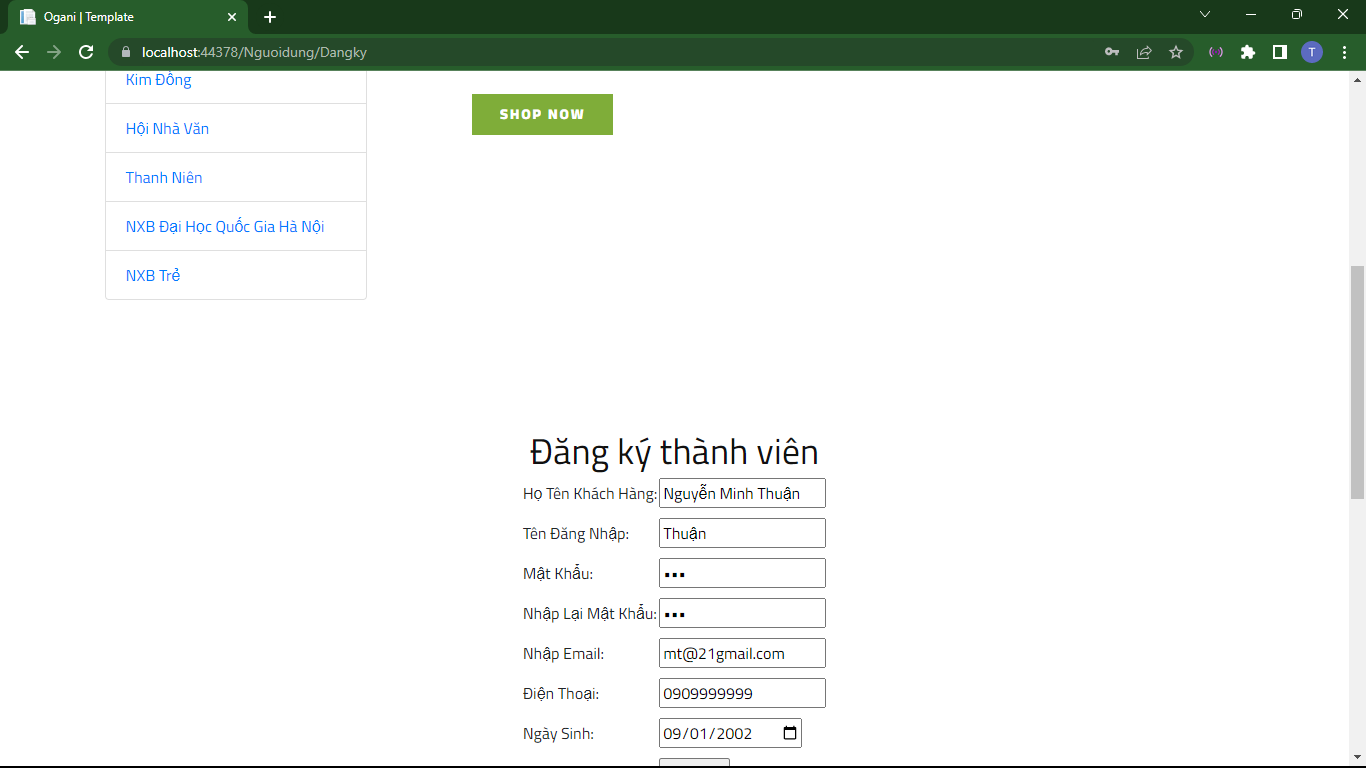 Ogani | Template
localhost:44378/Nguoidung/Dangky
T
Kim Đồng
SHOP NOW
Hội Nhà Văn
Thanh Niên
NXB Đại Học Quốc Gia Hà Nội
NXB Trẻ
Đăng ký thành viên
Họ Tên Khách Hàng: Nguyễn Minh Thuận
Tên Đăng Nhập: Thuận
Mật Khẩu: •••
Nhập Lại Mật Khẩu: •••
Nhập Email: mt@21gmail.com
Điện Thoại: 0909999999
Ngày Sinh: 09/01/2002